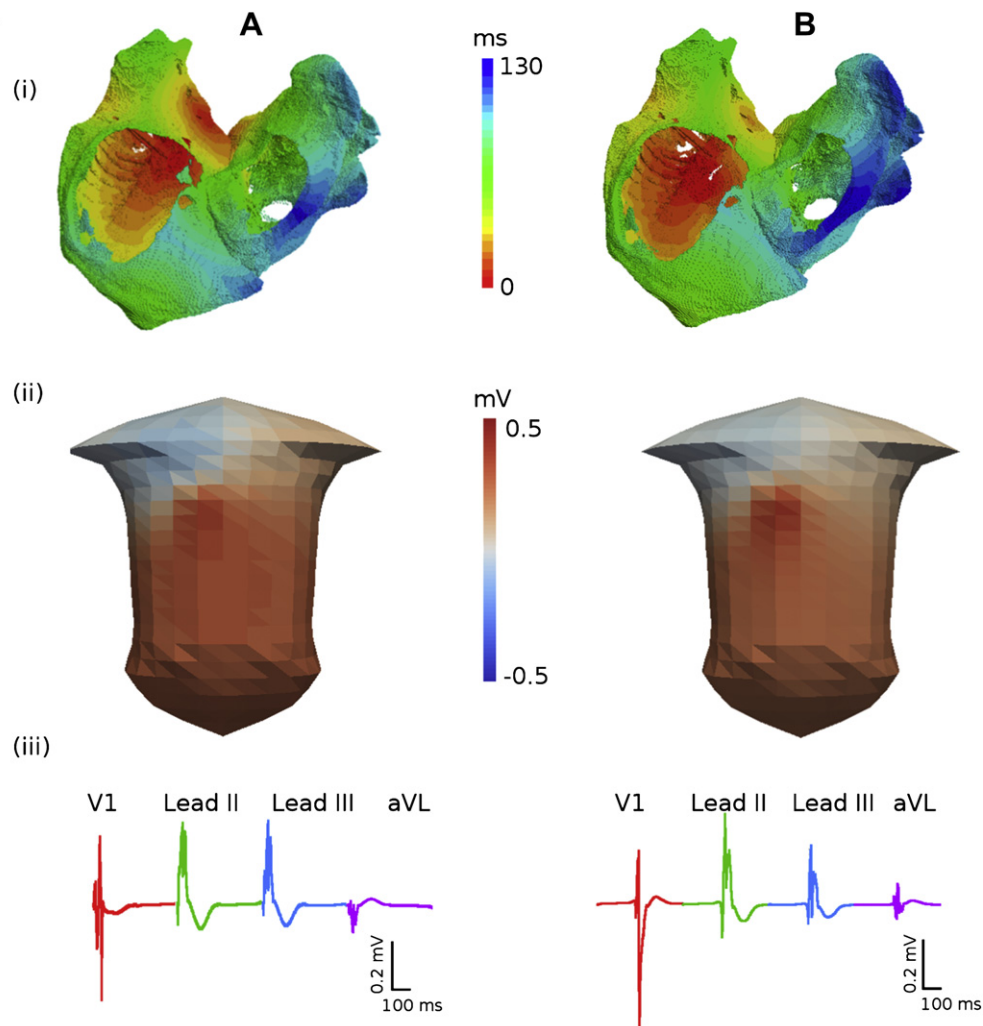 A
B
(i)
ms
130
0
(ii)
mV
0.5
-0.5
(iii)
V1 Lead II Lead III aVL
0.2 mV
100 ms
V1 Lead II Lead III aVL
0.2 mV
100 ms